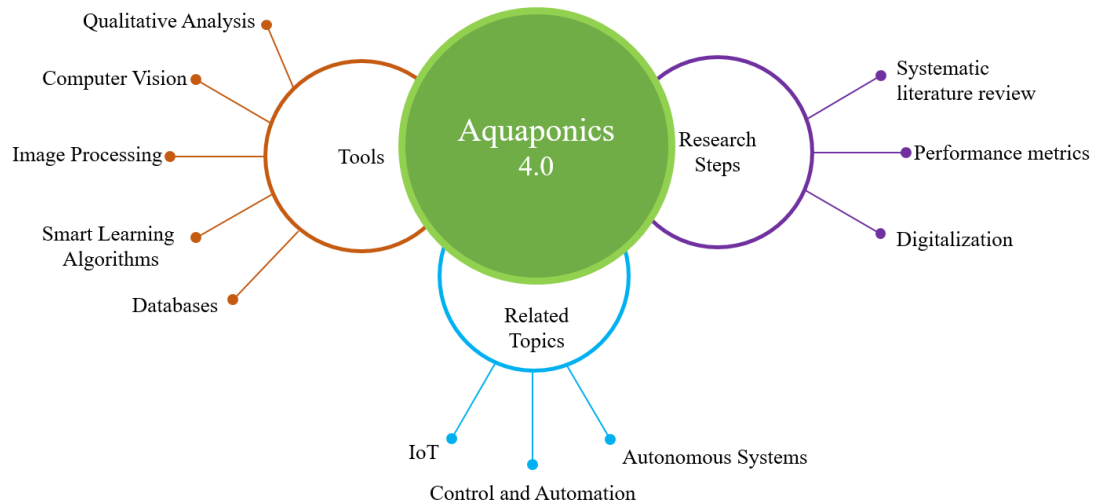 Qualitative Analysis
Computer Vision
Image Processing
Smart Learning
Algorithms
Databases
Tools
Aquaponics
4.0
Research
Steps
Systematic
literature review
Performance metrics
Digitalization
Related
Topics
IoT
Control and Automation
Autonomous Systems